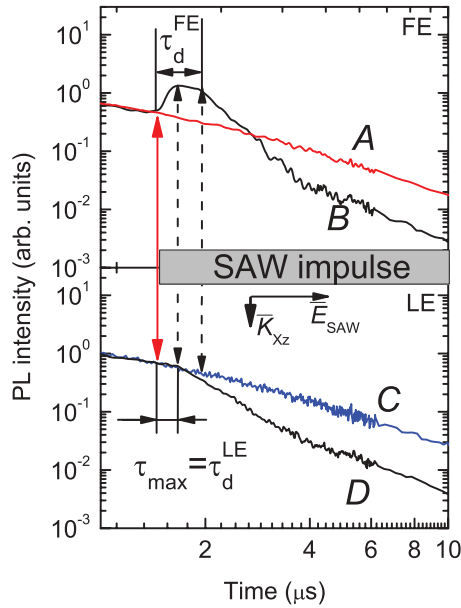 τ_d^FE
FE
10^1
10^0
10^-1
10^-2
10^-3
A
B
SAW impulse
K̅_Xz
E̅_SAW
LE
10^1
10^0
10^-1
10^-2
10^-3
C
D
τ_max=τ_d^LE
2
4
6
8
10
Time (μs)
PL intensity (arb. units)